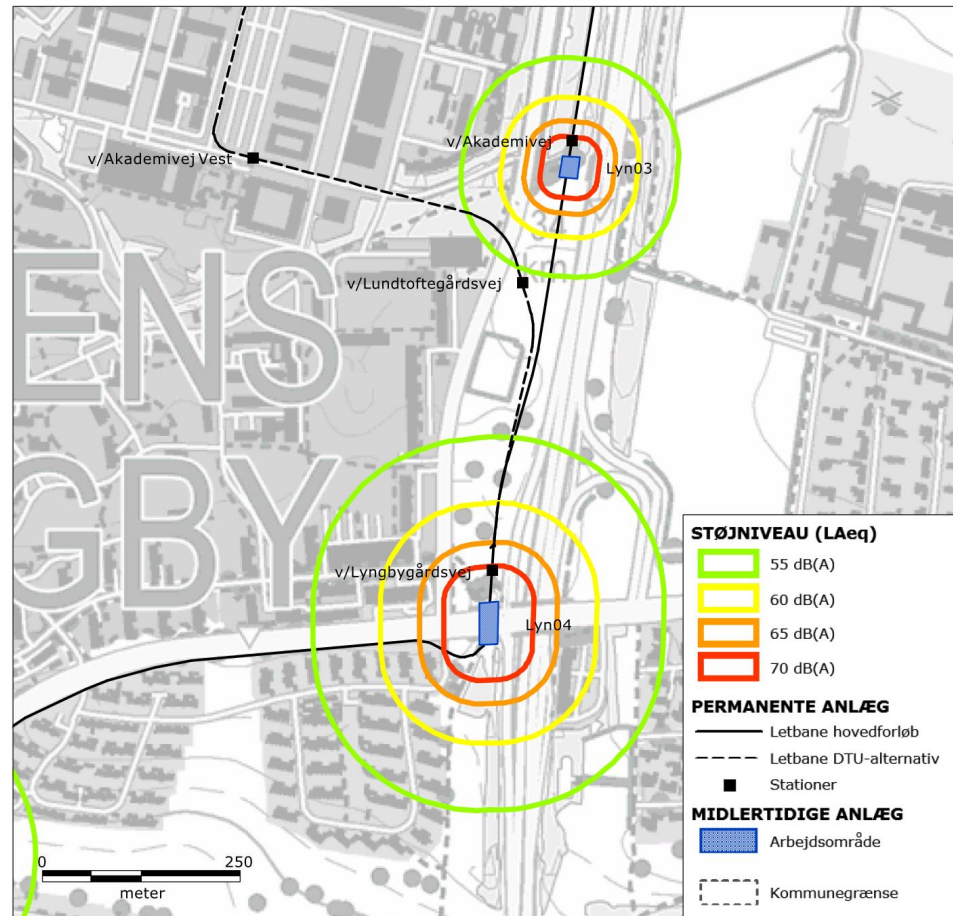 v/Akademivej
v/Akademivej Vest
Lyn03
km
v/Lundtoftegårdsvej
ENS
GBY
v/Lyngbygårdsvej
Lyn04
STØJNIVEAU (LAeq)
55 dB(A)
60 dB(A)
65 dB(A)
70 dB(A)
PERMANENTE ANLÆG
Letbane hovedforløb
Letbane DTU-alternativ
Stationer
MIDLERTIDIGE ANLÆG
Arbejdsområde
Kommunegrænse
0 250
meter